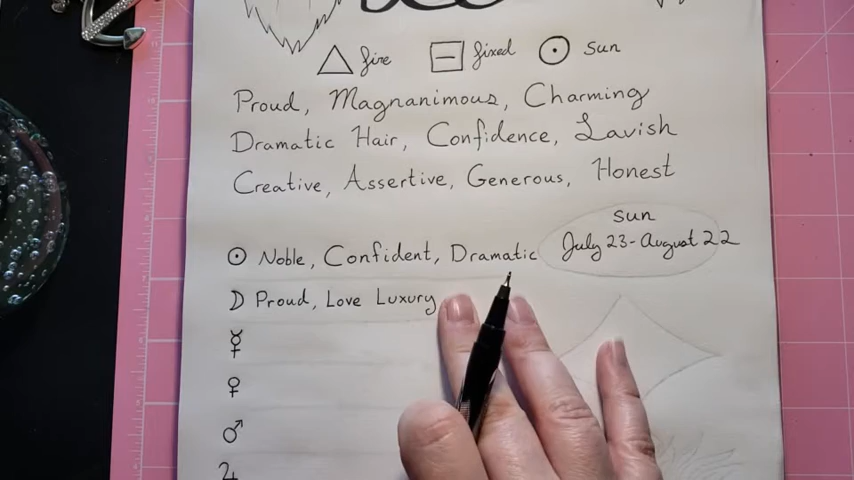 △ fire ⊟ fixed ☉ Sun
Proud, Magnanimous, Charming
Dramatic Hair, Confidence, Lavish
Creative, Assertive, Generous, Honest
Sun
July 23-August 22
☉ Noble, Confident, Dramatic
☽ Proud, Love Luxury
☿
♀
♂
♃